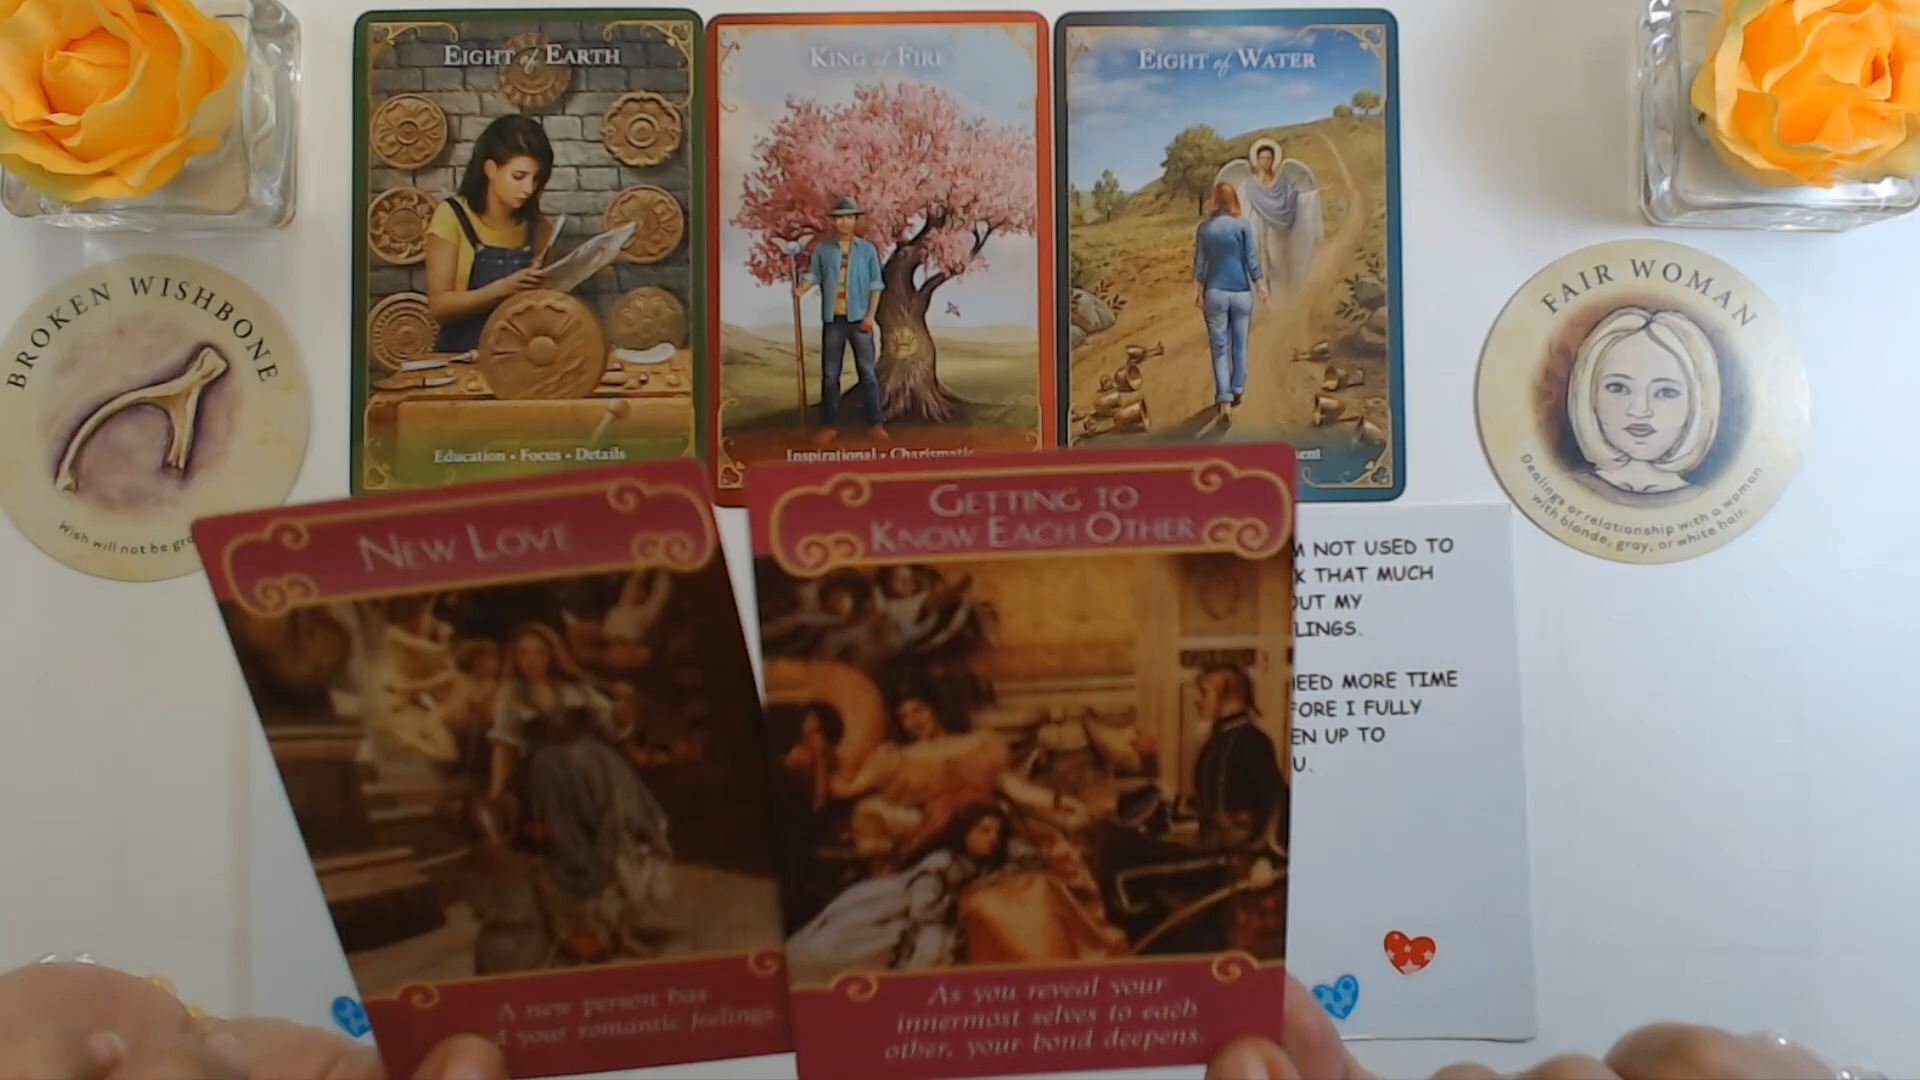 EIGHT of EARTH
KING of FIRE
EIGHT of WATER
Education • Focus • Details
Inspirational • Charismatic
BROKEN WISHBONE
Wish will not be
FAIR WOMAN
Dealings or relationship with a woman
with blonde, gray, or white hair.
NEW LOVE
A new person has
your romantic feelings.
GETTING TO
KNOW EACH OTHER
As you reveal your
innermost selves to each
other, your bond deepens.
NOT USED TO
THAT MUCH
MY
MORE TIME
I FULLY
UP TO